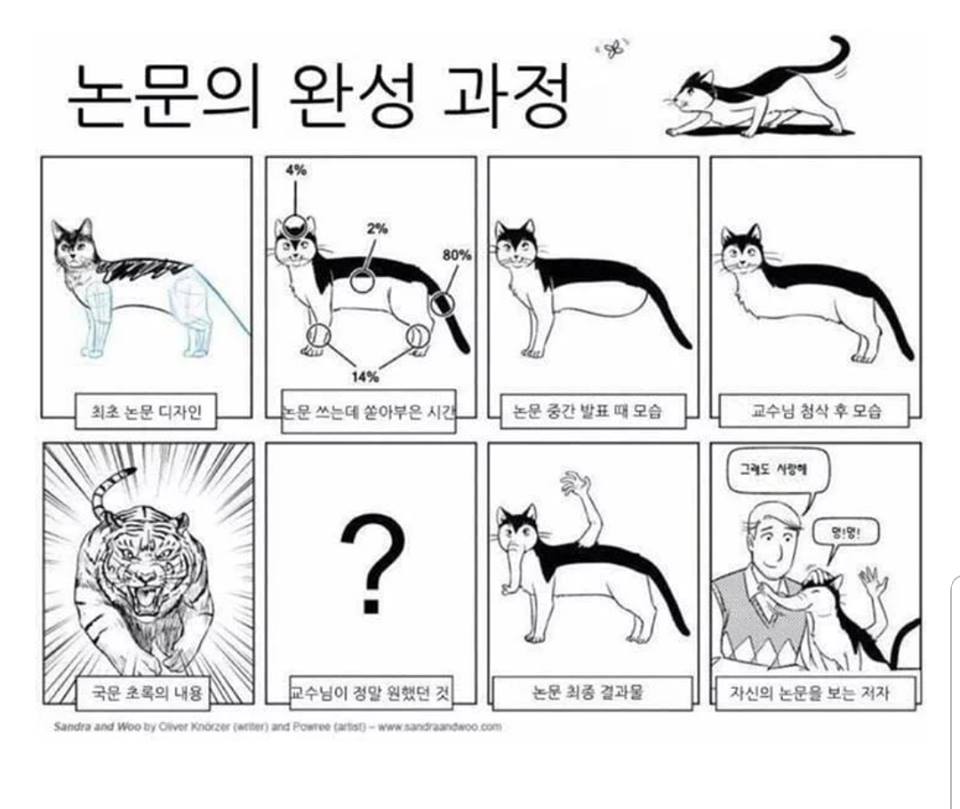 논문의 완성 과정
4%
2%
80%
14%
최초 논문 디자인
논문 쓰는데 쏟아부은 시간
논문 중간 발표 때 모습
교수님 첨삭 후 모습
그래도 사랑해
멍!멍!
?
국문 초록의 내용
교수님이 정말 원했던 것
논문 최종 결과물
자신의 논문을 보는 저자
Sandra and Woo by Oliver Knörzer (writer) and Powree (artist) – www.sandraandwoo.com